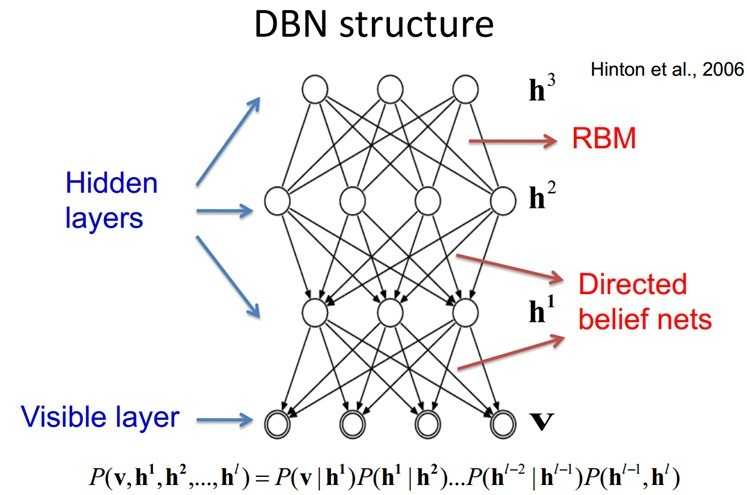 DBN structure
Hinton et al., 2006
h³
RBM
Hidden
layers
h²
Directed
belief nets
h¹
Visible layer
v
P(v,h¹,h²,...,hˡ) = P(v | h¹)P(h¹ | h²)...P(hˡ⁻² | hˡ⁻¹)P(hˡ⁻¹,hˡ)